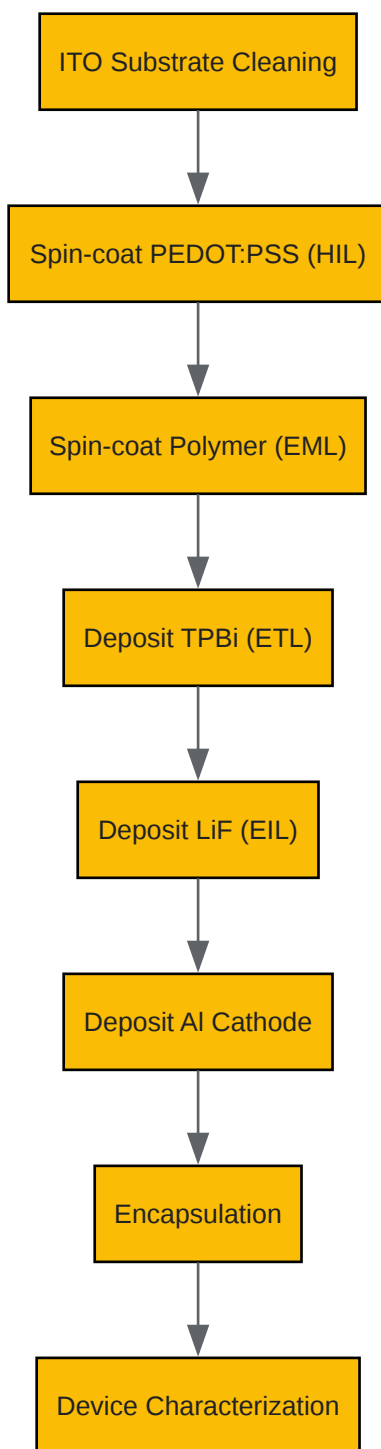 ITO Substrate Cleaning
Spin-coat PEDOT:PSS (HIL)
Spin-coat Polymer (EML)
Deposit TPBi (ETL)
Deposit LiF (EIL)
Deposit Al Cathode
Encapsulation
Device Characterization